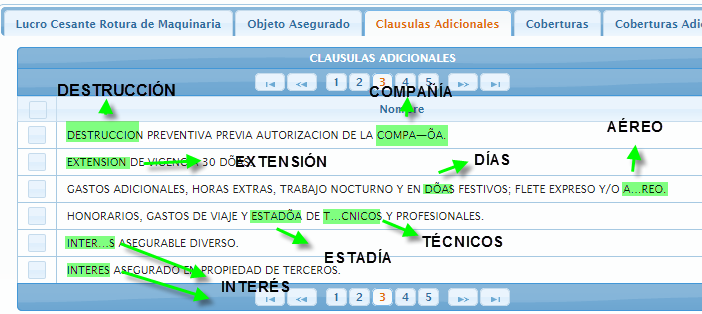 Lucro Cesante Rotura de Maquinaria Objeto Asegurado Clausulas Adicionales Coberturas Coberturas Adi
CLAUSULAS ADICIONALES
1 2 3 4 5
DESTRUCCIÓN COMPAÑÍA
Nombre
AÉREO
DESTRUCCION PREVENTIVA PREVIA AUTORIZACION DE LA COMPA—ÕA.
EXTENSION DE VIGENCIA 30 DÕAS. EXTENSIÓN
DÍAS
GASTOS ADICIONALES, HORAS EXTRAS, TRABAJO NOCTURNO Y EN DÕAS FESTIVOS; FLETE EXPRESO Y/O A...REO.
HONORARIOS, GASTOS DE VIAJE Y ESTADÕA DE T...CNICOS Y PROFESIONALES.
TÉCNICOS
INTER...S ASEGURABLE DIVERSO.
ESTADÍA
INTERES ASEGURADO EN PROPIEDAD DE TERCEROS.
INTERÉS
1 2 3 4 5